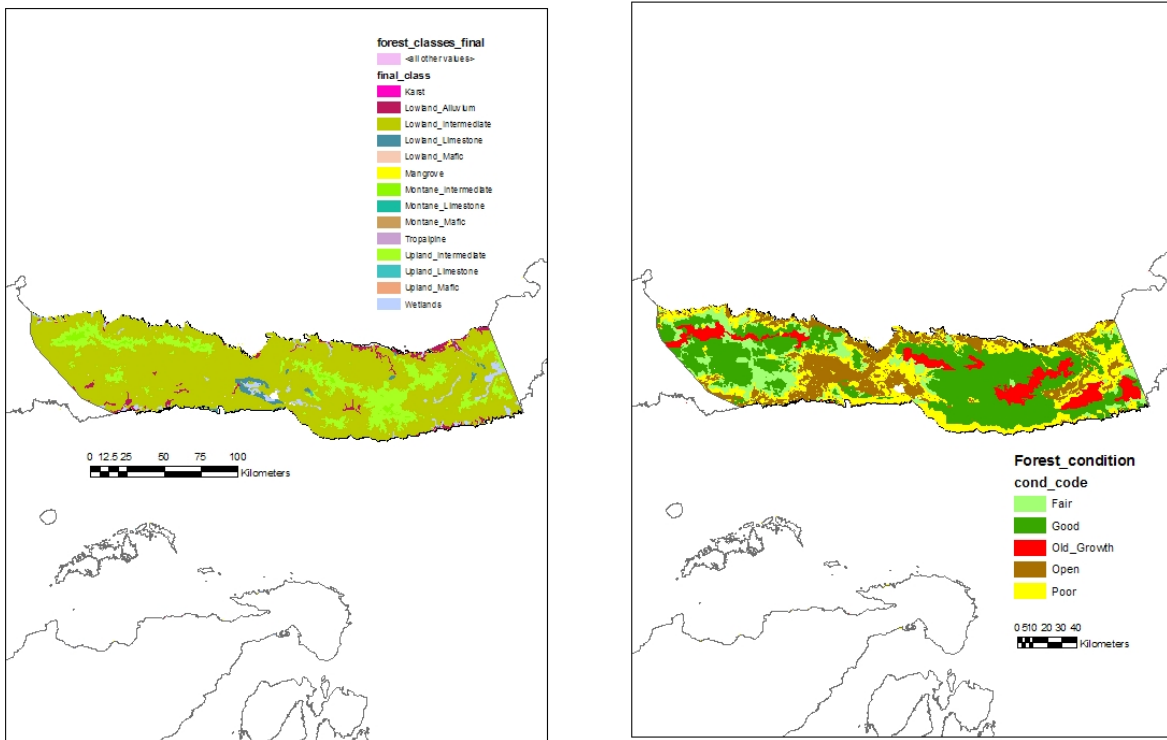 forest_classes_final
<all other values>
final_class
Karst
Lowland_Alluvium
Lowland_Intermediate
Lowland_Limestone
Lowland_Mafic
Mangrove
Montane_Intermediate
Montane_Limestone
Montane_Mafic
Tropalpine
Upland_Intermediate
Upland_Limestone
Upland_Mafic
Wetlands
0 12.5 25 50 75 100
Kilometers
Forest_condition
cond_code
Fair
Good
Old_Growth
Open
Poor
0 5 10 20 30 40
Kilometers